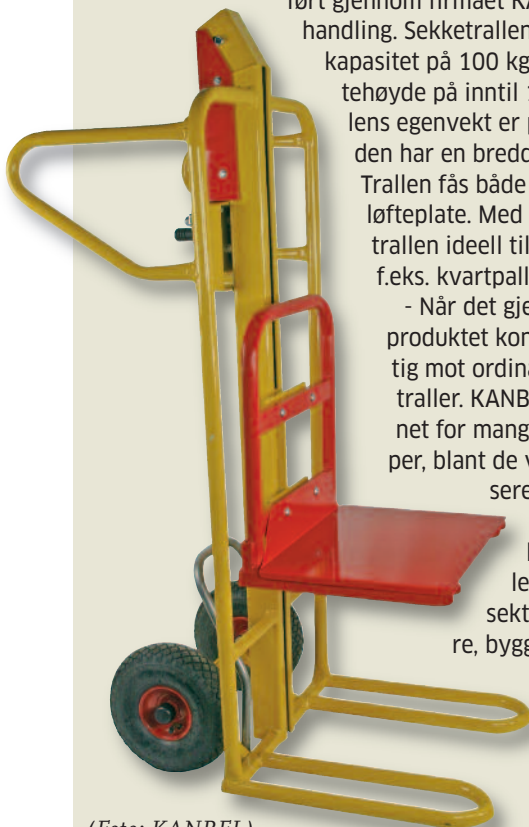 ført gjennom firmaet
handling. Sekketrallen
kapasitet på 100 kg
tehøyde på inntil
lens egenvekt er
den har en bredd
Trallen fås både
løfteplate. Med
trallen ideell til
f.eks. kvartpall
- Når det gje
produktet kon
tig mot ordina
traller. KANB
net for mang
per, blant de v
sere
le
sekt
re, bygg
(Foto: KANBEL)